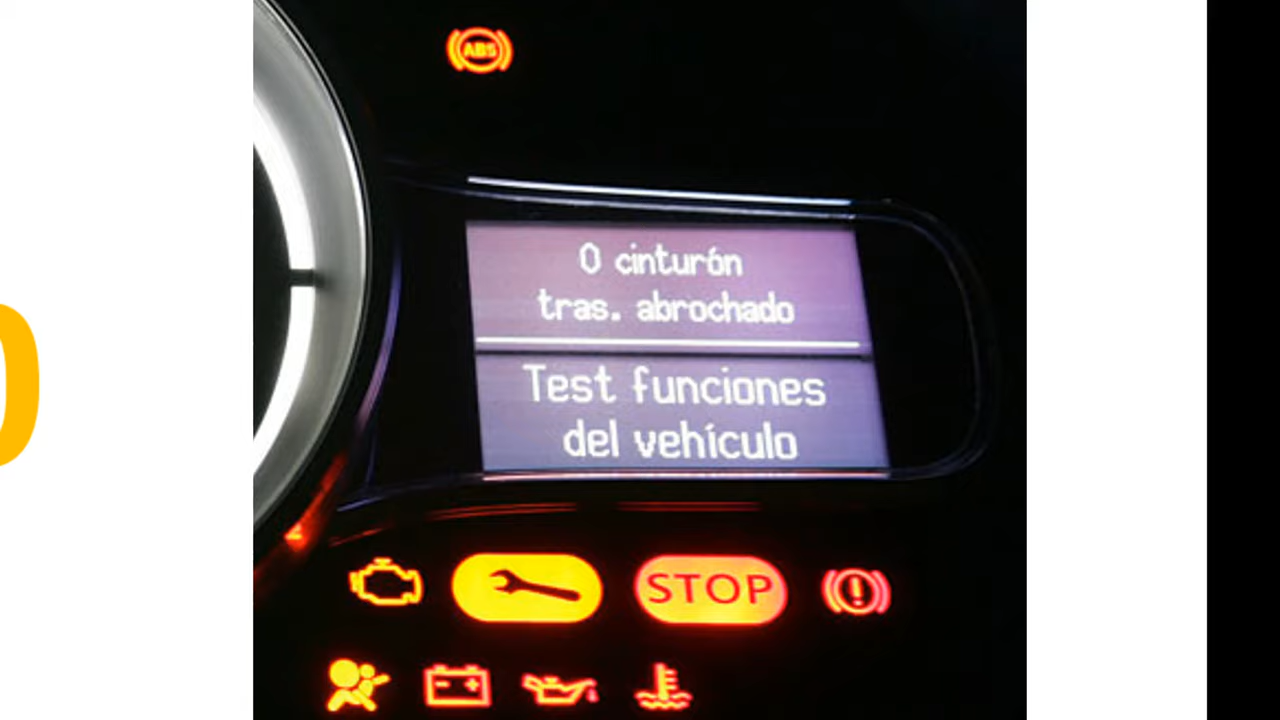 ABS
0 cinturón
tras. abrochado
Test funciones
del vehículo
STOP